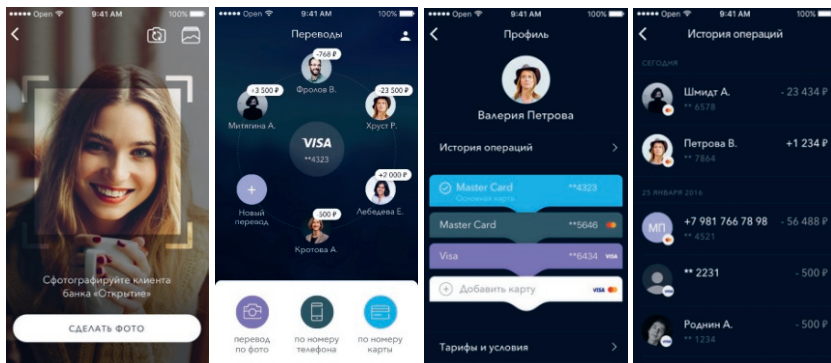 Open 9:41 AM 100%
Сфотографируйте клиента
банка «Открытие»
СДЕЛАТЬ ФОТО
Open 9:41 AM 100%
Переводы
-768 ₽
Фролов В.
+3 500 ₽
Митягина А.
-23 500 ₽
Хруст Р.
VISA
**4323
+
Новый
перевод
+2 000 ₽
Лебедева Е.
-500 ₽
Кротова А.
перевод
по фото
по номеру
телефона
по номеру
карты
Open 9:41 AM 100%
Профиль
Валерия Петрова
История операций
Master Card **4323
Основная карта
Master Card **5646
Visa **6434 VISA
Добавить карту VISA
Тарифы и условия
Open 9:41 AM 100%
История операций
СЕГОДНЯ
Шмидт А. - 23 434 ₽
** 6578
Петрова В. +1 234 ₽
** 7864
25 ЯНВАРЯ 2016
МП +7 981 766 78 98 - 56 488 ₽
** 4521
** 2231 - 500 ₽
Роднин А. - 500 ₽
** 1234